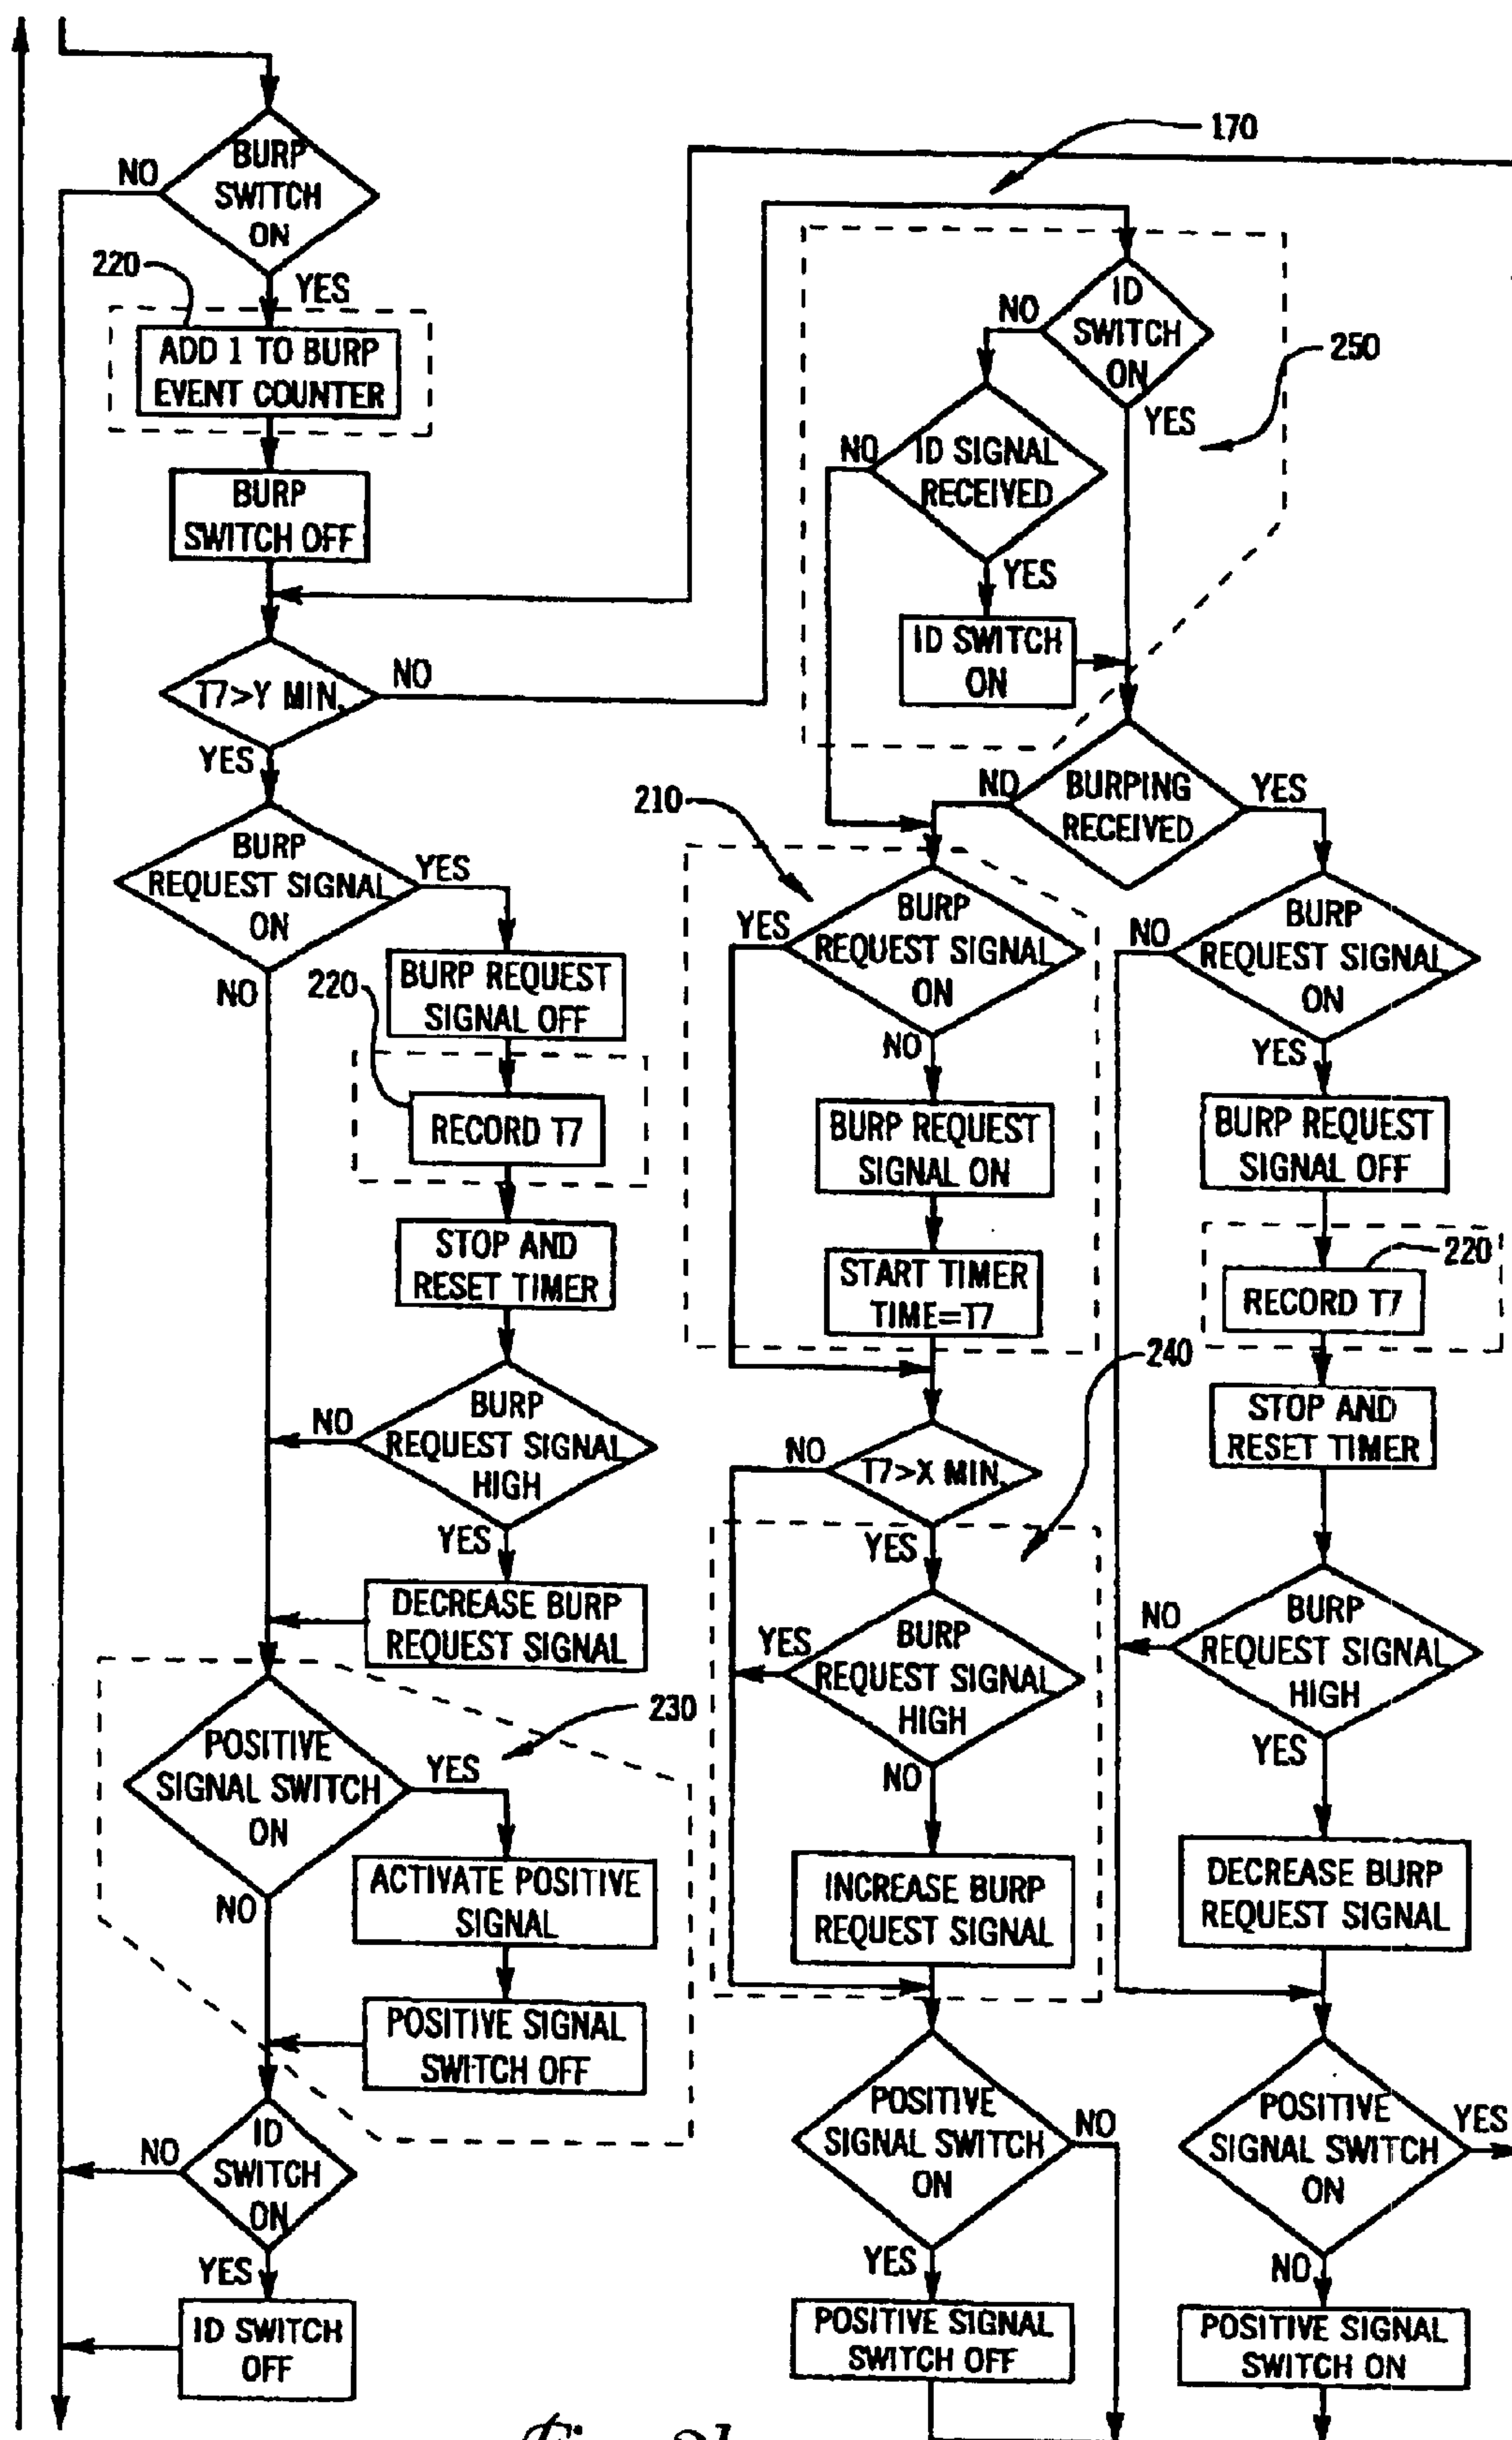 BURP
SWITCH
ON
NO
YES
220
ADD 1 TO BURP
EVENT COUNTER
BURP
SWITCH OFF
T7>Y MIN.
NO
YES
BURP
REQUEST SIGNAL
ON
YES
NO
BURP REQUEST
SIGNAL OFF
220
RECORD T7
STOP AND
RESET TIMER
BURP
REQUEST SIGNAL
HIGH
NO
YES
DECREASE BURP
REQUEST SIGNAL
230
POSITIVE
SIGNAL SWITCH
ON
YES
NO
ACTIVATE POSITIVE
SIGNAL
POSITIVE SIGNAL
SWITCH OFF
ID
SWITCH
ON
NO
YES
ID SWITCH
OFF
170
ID
SWITCH
ON
NO
YES
250
ID SIGNAL
RECEIVED
NO
YES
ID SWITCH
ON
BURPING
RECEIVED
NO
YES
210
BURP
REQUEST SIGNAL
ON
YES
NO
BURP REQUEST
SIGNAL ON
START TIMER
TIME=T7
240
T7>X MIN.
NO
YES
BURP
REQUEST SIGNAL
HIGH
YES
NO
INCREASE BURP
REQUEST SIGNAL
POSITIVE
SIGNAL SWITCH
ON
NO
YES
POSITIVE SIGNAL
SWITCH OFF
BURP
REQUEST SIGNAL
ON
NO
YES
BURP REQUEST
SIGNAL OFF
220
RECORD T7
STOP AND
RESET TIMER
BURP
REQUEST SIGNAL
HIGH
NO
YES
DECREASE BURP
REQUEST SIGNAL
POSITIVE
SIGNAL SWITCH
ON
YES
NO
POSITIVE SIGNAL
SWITCH ON